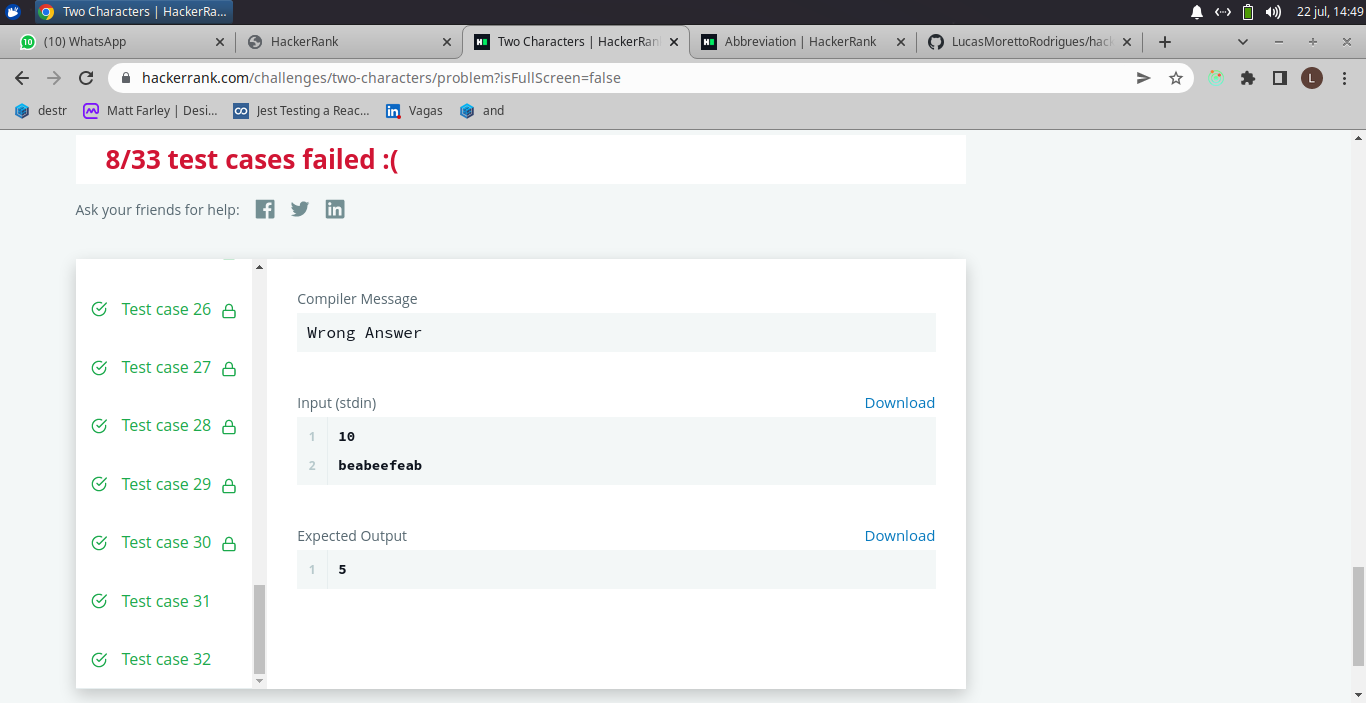 Two Characters | HackerRa...
22 jul, 14:49
10 (10) WhatsApp
HackerRank
Two Characters | HackerRan
Abbreviation | HackerRank
LucasMorettoRodrigues/hack
hackerrank.com/challenges/two-characters/problem?isFullScreen=false
L
destr
Matt Farley | Desi...
Jest Testing a Reac...
Vagas
and
8/33 test cases failed :(
Ask your friends for help:
Test case 26
Test case 27
Test case 28
Test case 29
Test case 30
Test case 31
Test case 32
Compiler Message
Wrong Answer
Input (stdin)
Download
1 10
2 beabeefeab
Expected Output
Download
1 5